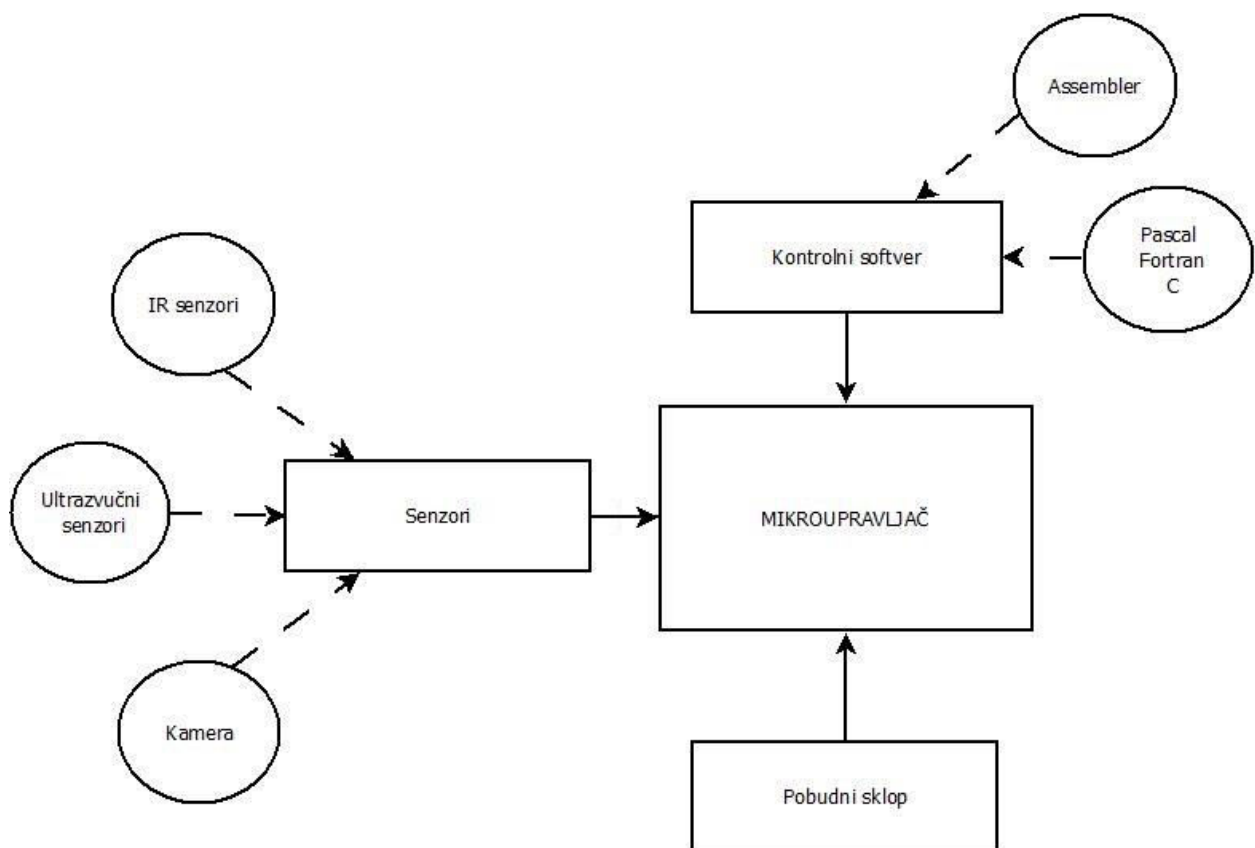 Assembler
Kontrolni softver
Pascal
Fortran
C
IR senzori
Ultrazvučni
senzori
Senzori
MIKROUPRAVLJAČ
Kamera
Pobudni sklop